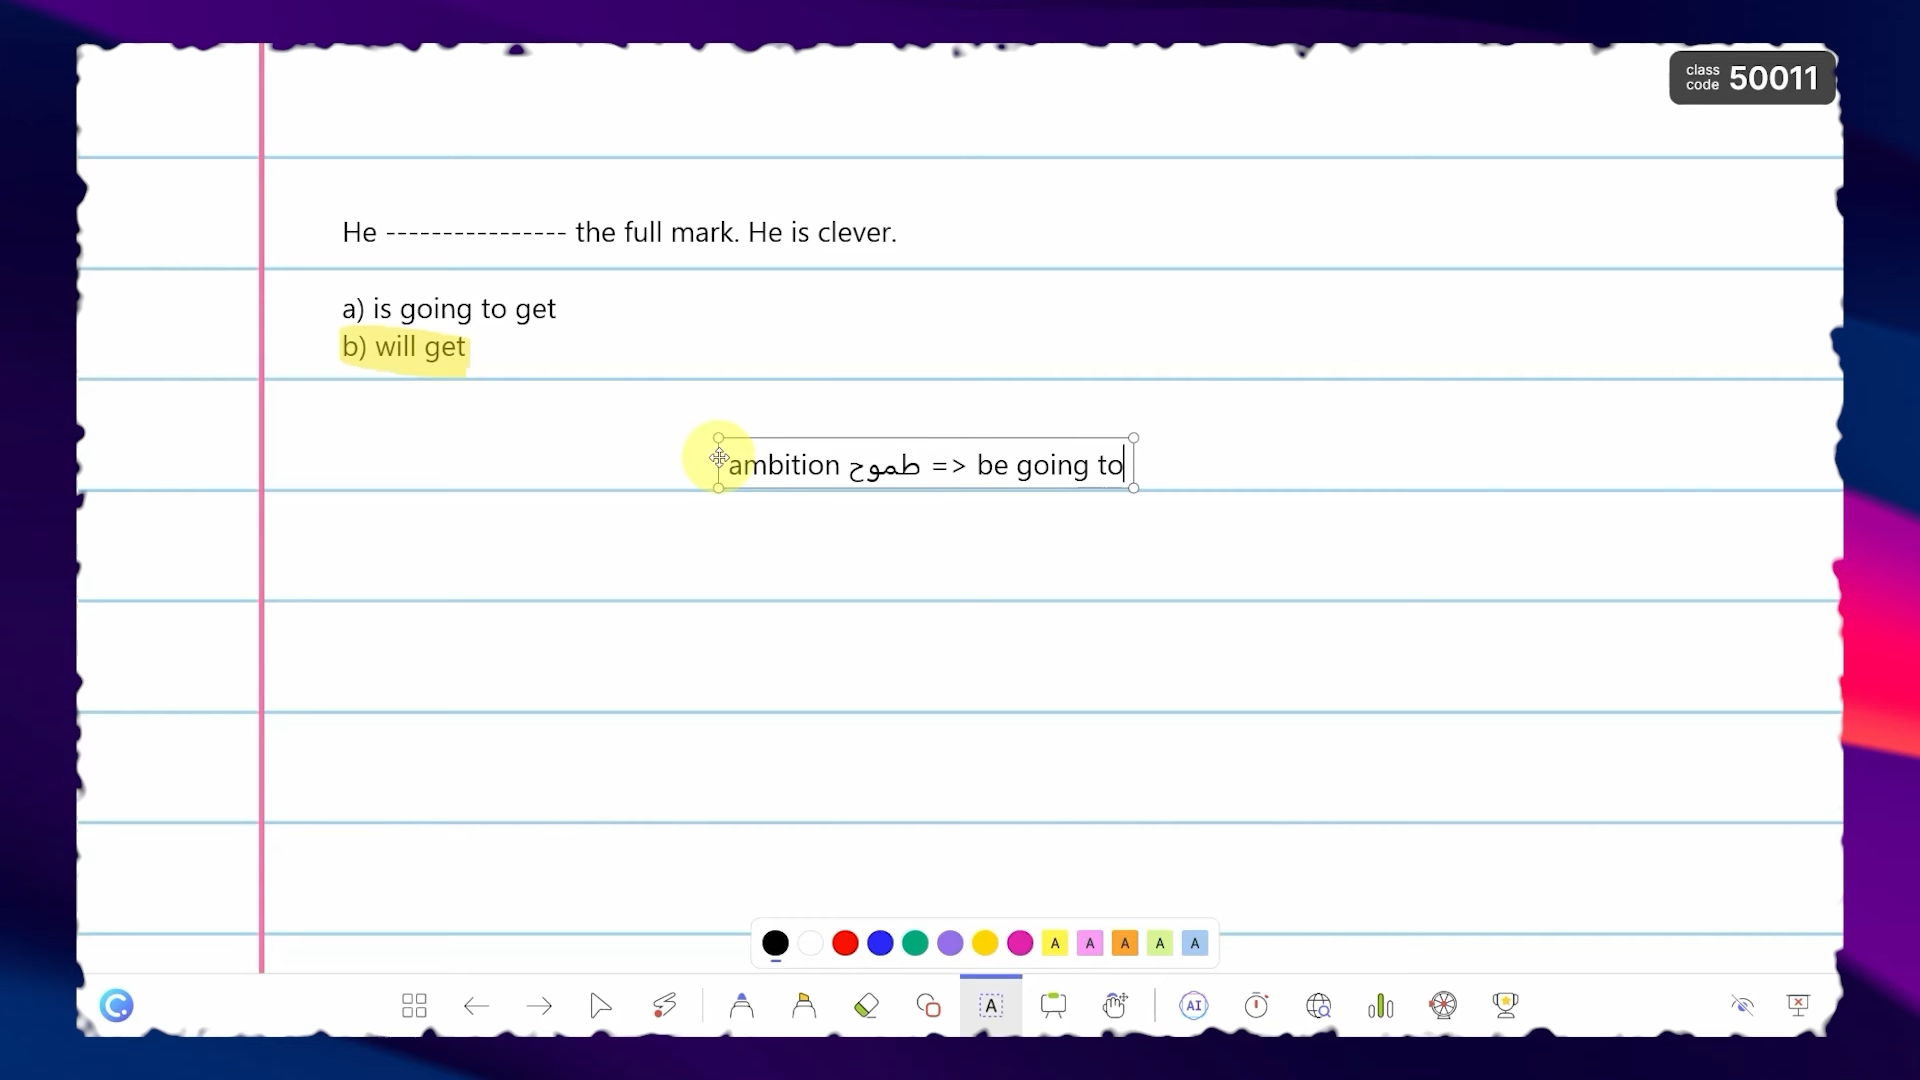 class code 50011
He ---------------- the full mark. He is clever.
a) is going to get
b) will get
ambition طموح => be going to
A A A A A
A AI